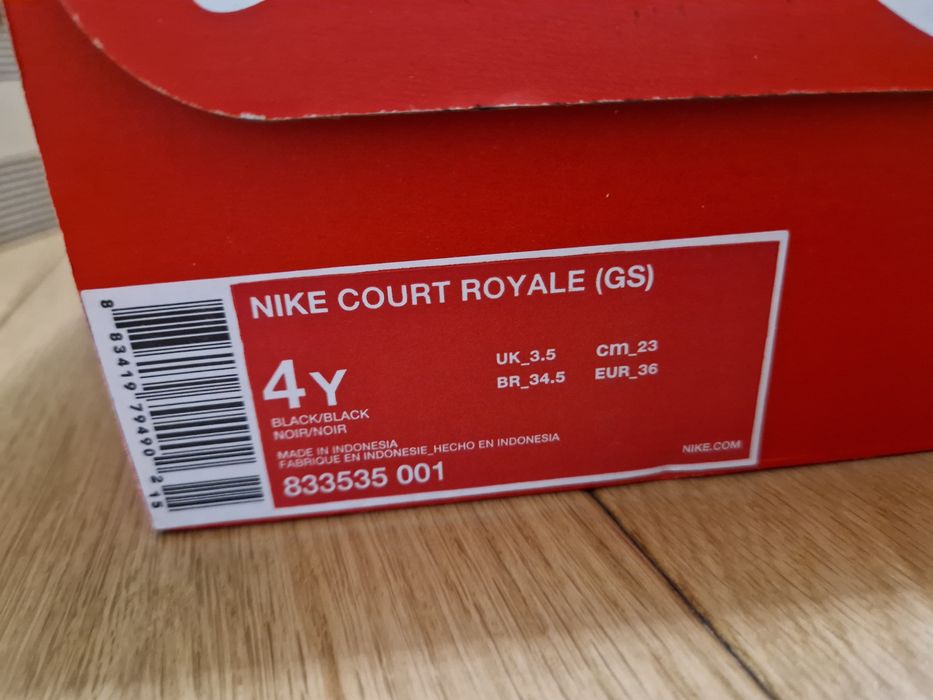 NIKE COURT ROYALE (GS)
4Y
UK_3.5 cm_23
BR_34.5 EUR_36
BLACK/BLACK
NOIR/NOIR
MADE IN INDONESIA
FABRIQUE EN INDONESIE_HECHO EN INDONESIA
833535 001
NIKE.COM
8 83419 79490 2 15